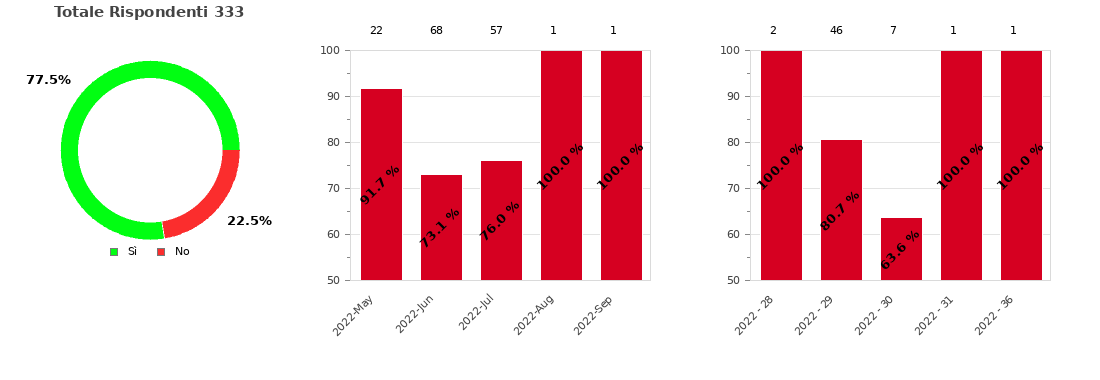 Totale Rispondenti 333
77.5%
22.5%
Sì No
22 68 57 1 1
100
90
80
70
60
50
91.7 %
73.1 %
76.0 %
100.0 %
100.0 %
2022-May
2022-Jun
2022-Jul
2022-Aug
2022-Sep
2 46 7 1 1
100
90
80
70
60
50
100.0 %
80.7 %
63.6 %
100.0 %
100.0 %
2022 - 28
2022 - 29
2022 - 30
2022 - 31
2022 - 36